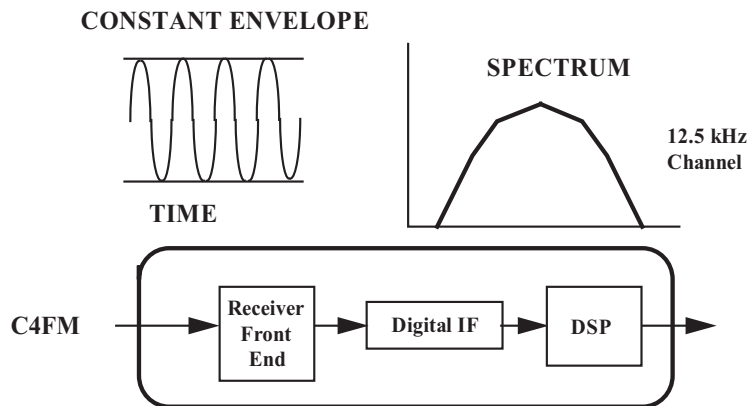 CONSTANT ENVELOPE
SPECTRUM
12.5 kHz
Channel
TIME
C4FM
Receiver
Front
End
Digital IF
DSP